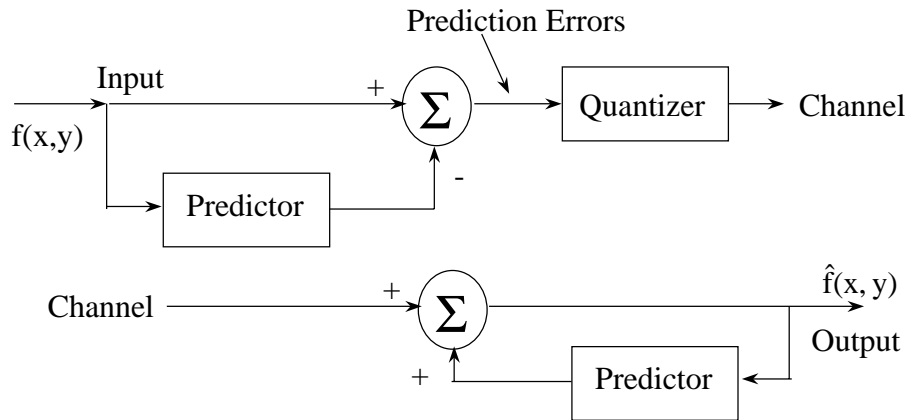 Prediction Errors
Input
+
Σ
Quantizer
Channel
f(x,y)
-
Predictor
Channel
+
Σ
f̂(x, y)
Output
+
Predictor